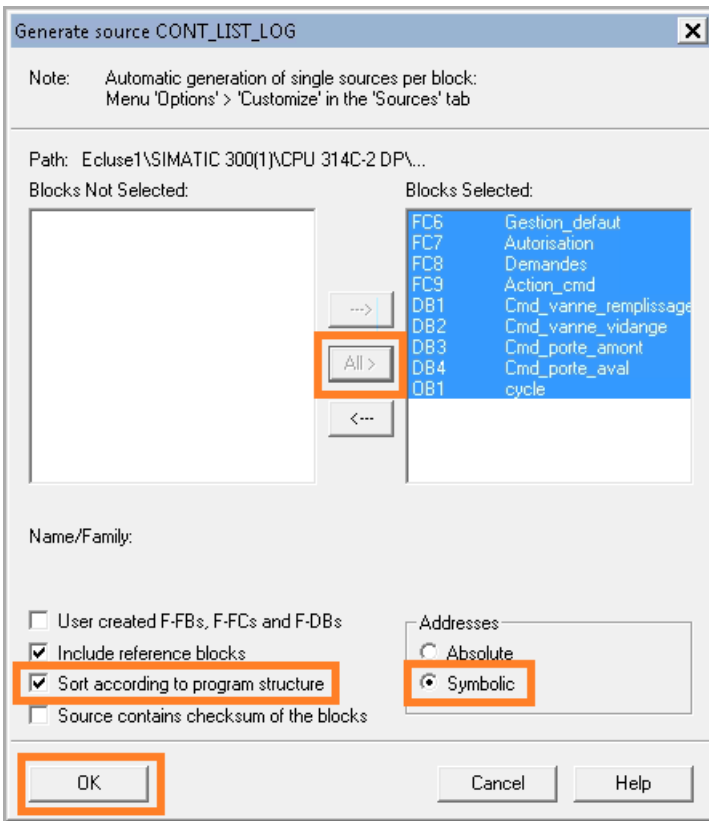 Generate source CONT_LIST_LOG
Note: Automatic generation of single sources per block:
Menu 'Options' > 'Customize' in the 'Sources' tab
Path: Ecluse1\SIMATIC 300(1)\CPU 314C-2 DP\...
Blocks Not Selected:
Blocks Selected:
FC6 Gestion_defaut
FC7 Autorisation
FC8 Demandes
FC9 Action_cmd
DB1 Cmd_vanne_remplissage
DB2 Cmd_vanne_vidange
DB3 Cmd_porte_amont
DB4 Cmd_porte_aval
OB1 cycle
--->
All >
<---
Name/Family:
User created F-FBs, F-FCs and F-DBs
Include reference blocks
Sort according to program structure
Source contains checksum of the blocks
Addresses
Absolute
Symbolic
OK
Cancel
Help